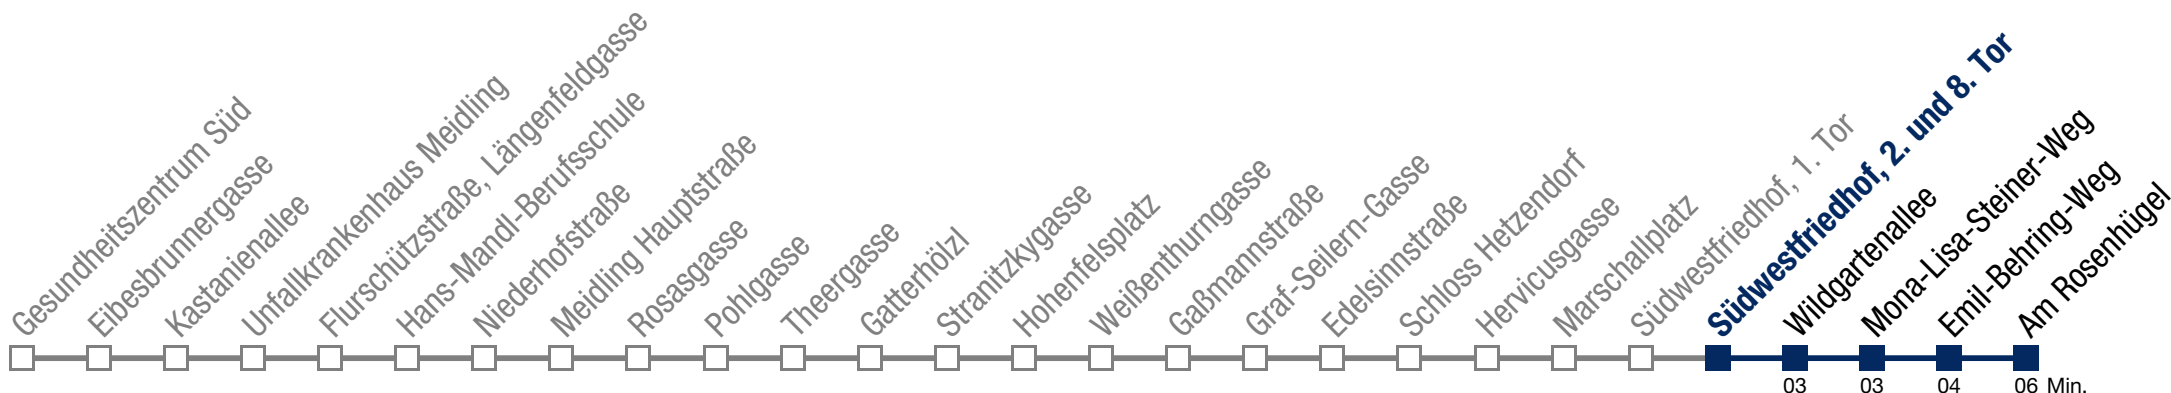 Gesundheitszentrum Süd
Eibesbrunnergasse
Kastanienallee
Unfallkrankenhaus Meidling
Flurschützstraße, Längenfeldgasse
Hans-Mandl-Berufsschule
Niederhofstraße
Meidling Hauptstraße
Rosasgasse
Pohlgasse
Theergasse
Gatterhölzl
Stranitzkygasse
Hohenfelsplatz
Weißenthurngasse
Gaßmannstraße
Graf-Seilern-Gasse
Edelsinnstraße
Schloss Hetzendorf
Hervicusgasse
Marschallplatz
Südwestfriedhof, 1. Tor
Südwestfriedhof, 2. und 8. Tor
Wildgartenallee
Mona-Lisa-Steiner-Weg
Emil-Behring-Weg
Am Rosenhügel
03 03 04 06 Min.